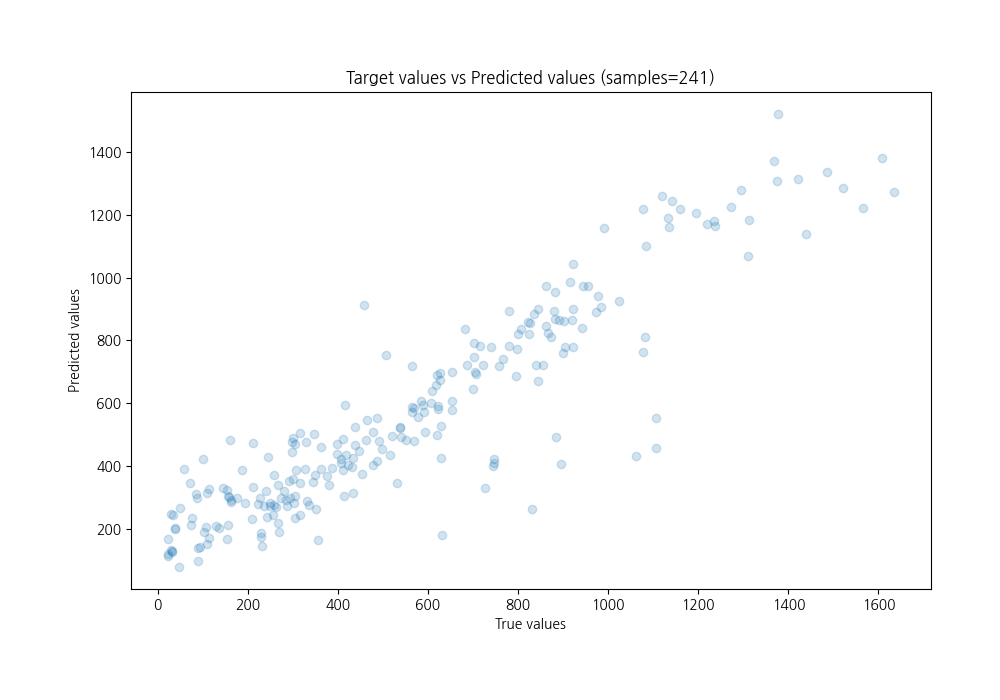 Target values vs Predicted values (samples=241)
1400
1200
1000
800
600
400
200
Predicted values
0 200 400 600 800 1000 1200 1400 1600
True values